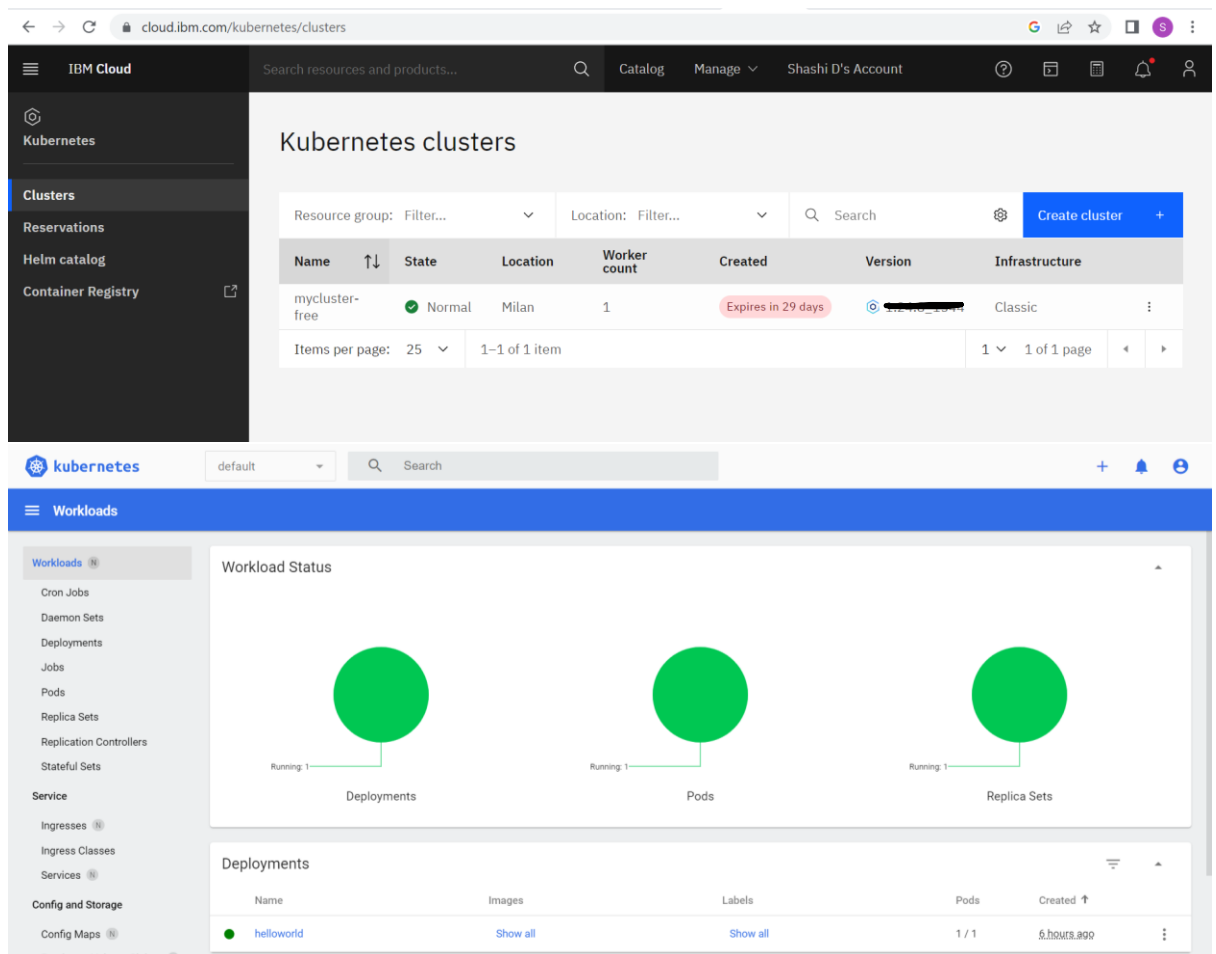 cloud.ibm.com/kubernetes/clusters
G
S
IBM Cloud
Search resources and products...
Catalog
Manage
Shashi D's Account
Kubernetes
Clusters
Reservations
Helm catalog
Container Registry
Kubernetes clusters
Resource group: Filter...
Location: Filter...
Search
Create cluster +
Name State Location Worker count Created Version Infrastructure
mycluster-free Normal Milan 1 Expires in 29 days Classic
Items per page: 25 1–1 of 1 item 1 1 of 1 page
kubernetes
default
Search
Workloads
Workloads N
Cron Jobs
Daemon Sets
Deployments
Jobs
Pods
Replica Sets
Replication Controllers
Stateful Sets
Service
Ingresses N
Ingress Classes
Services N
Config and Storage
Config Maps N
Workload Status
Running: 1
Deployments
Running: 1
Pods
Running: 1
Replica Sets
Deployments
Name Images Labels Pods Created
helloworld Show all Show all 1 / 1 6 hours ago